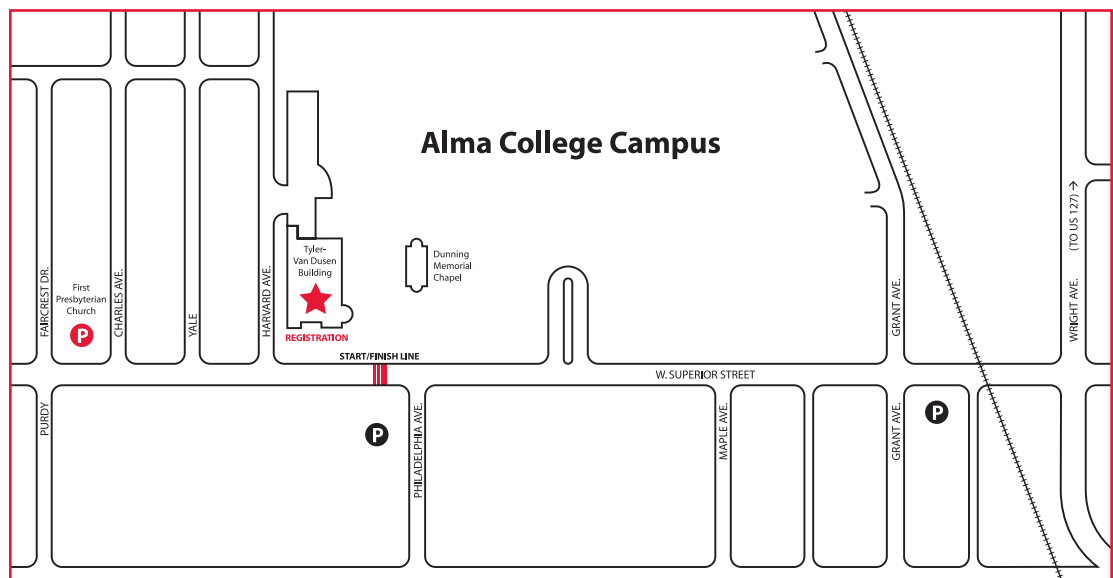 Alma College Campus
(TO US 127) →
Tyler-
Van Dusen
Building
Dunning
Memorial
Chapel
First
Presbyterian
Church
P
FAIRCREST DR.
CHARLES AVE.
YALE
HARVARD AVE.
GRANT AVE.
WRIGHT AVE.
REGISTRATION
START/FINISH LINE
W. SUPERIOR STREET
PURDY
P
PHILADELPHIA AVE.
MAPLE AVE.
GRANT AVE.
P